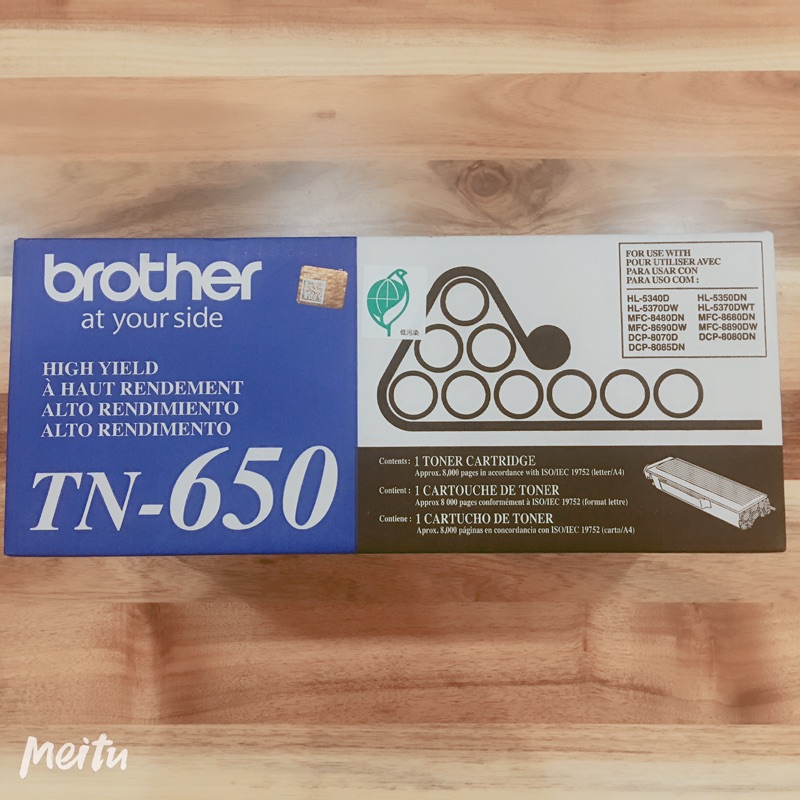 brother
at your side
HIGH YIELD
À HAUT RENDEMENT
ALTO RENDIMIENTO
ALTO RENDIMENTO
TN-650
低污染
FOR USE WITH
POUR UTILISER AVEC
PARA USAR CON
PARA USO COM :
HL-5340D HL-5350DN
HL-5370DW HL-5370DWT
MFC-8480DN MFC-8680DN
MFC-8690DW MFC-8890DW
DCP-8070D DCP-8080DN
DCP-8085DN
Contents: 1 TONER CARTRIDGE
Approx. 8,000 pages in accordance with ISO/IEC 19752 (letter/A4)
Contient : 1 CARTOUCHE DE TONER
Approx 8 000 pages conformément à ISO/IEC 19752 (format lettre)
Contiene : 1 CARTUCHO DE TONER
Aprox. 8,000 páginas en concordancia con ISO/IEC 19752 (carta/A4)
Meitu